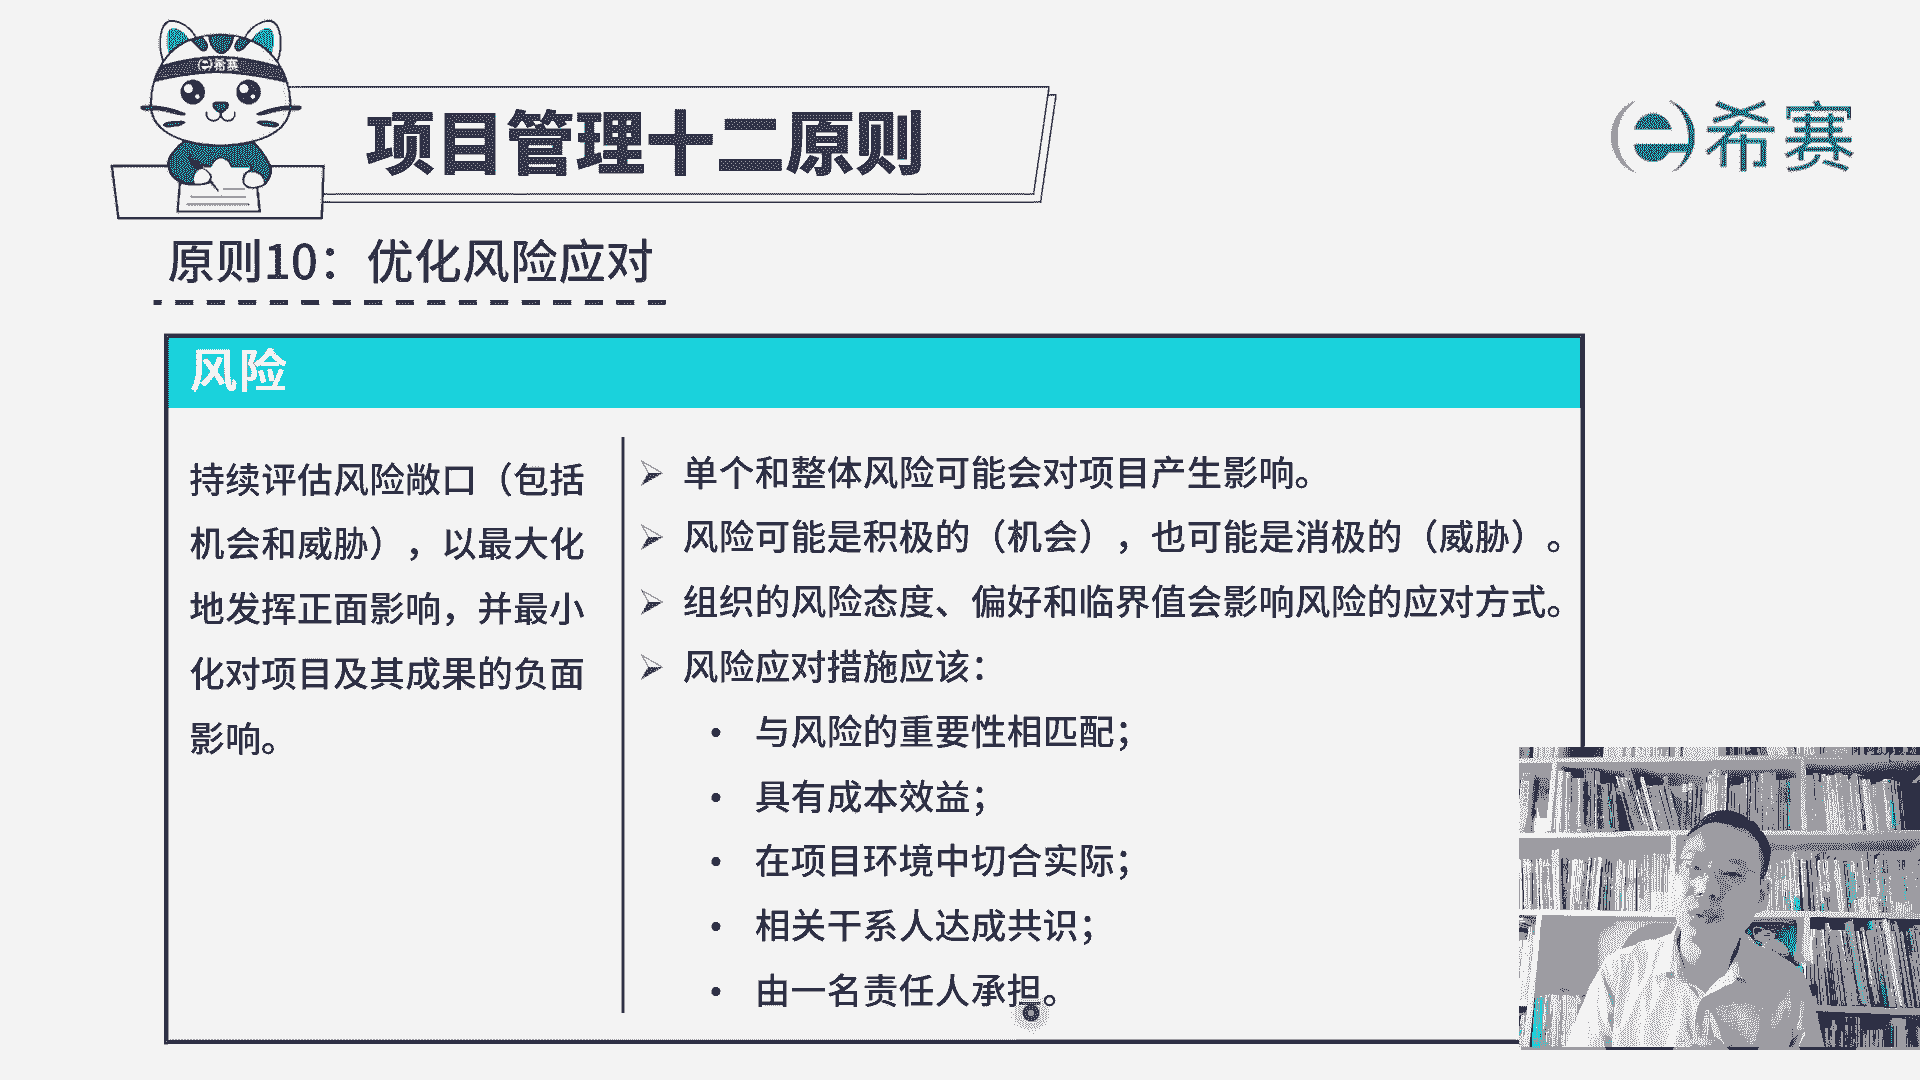 希赛
项目管理十二原则
希赛
原则10：优化风险应对
风险
持续评估风险敞口（包括
机会和威胁），以最大化
地发挥正面影响，并最小
化对项目及其成果的负面
影响。
单个和整体风险可能会对项目产生影响。
风险可能是积极的（机会），也可能是消极的（威胁）。
组织的风险态度、偏好和临界值会影响风险的应对方式。
风险应对措施应该：
• 与风险的重要性相匹配；
• 具有成本效益；
• 在项目环境中切合实际；
• 相关干系人达成共识；
• 由一名责任人承担。